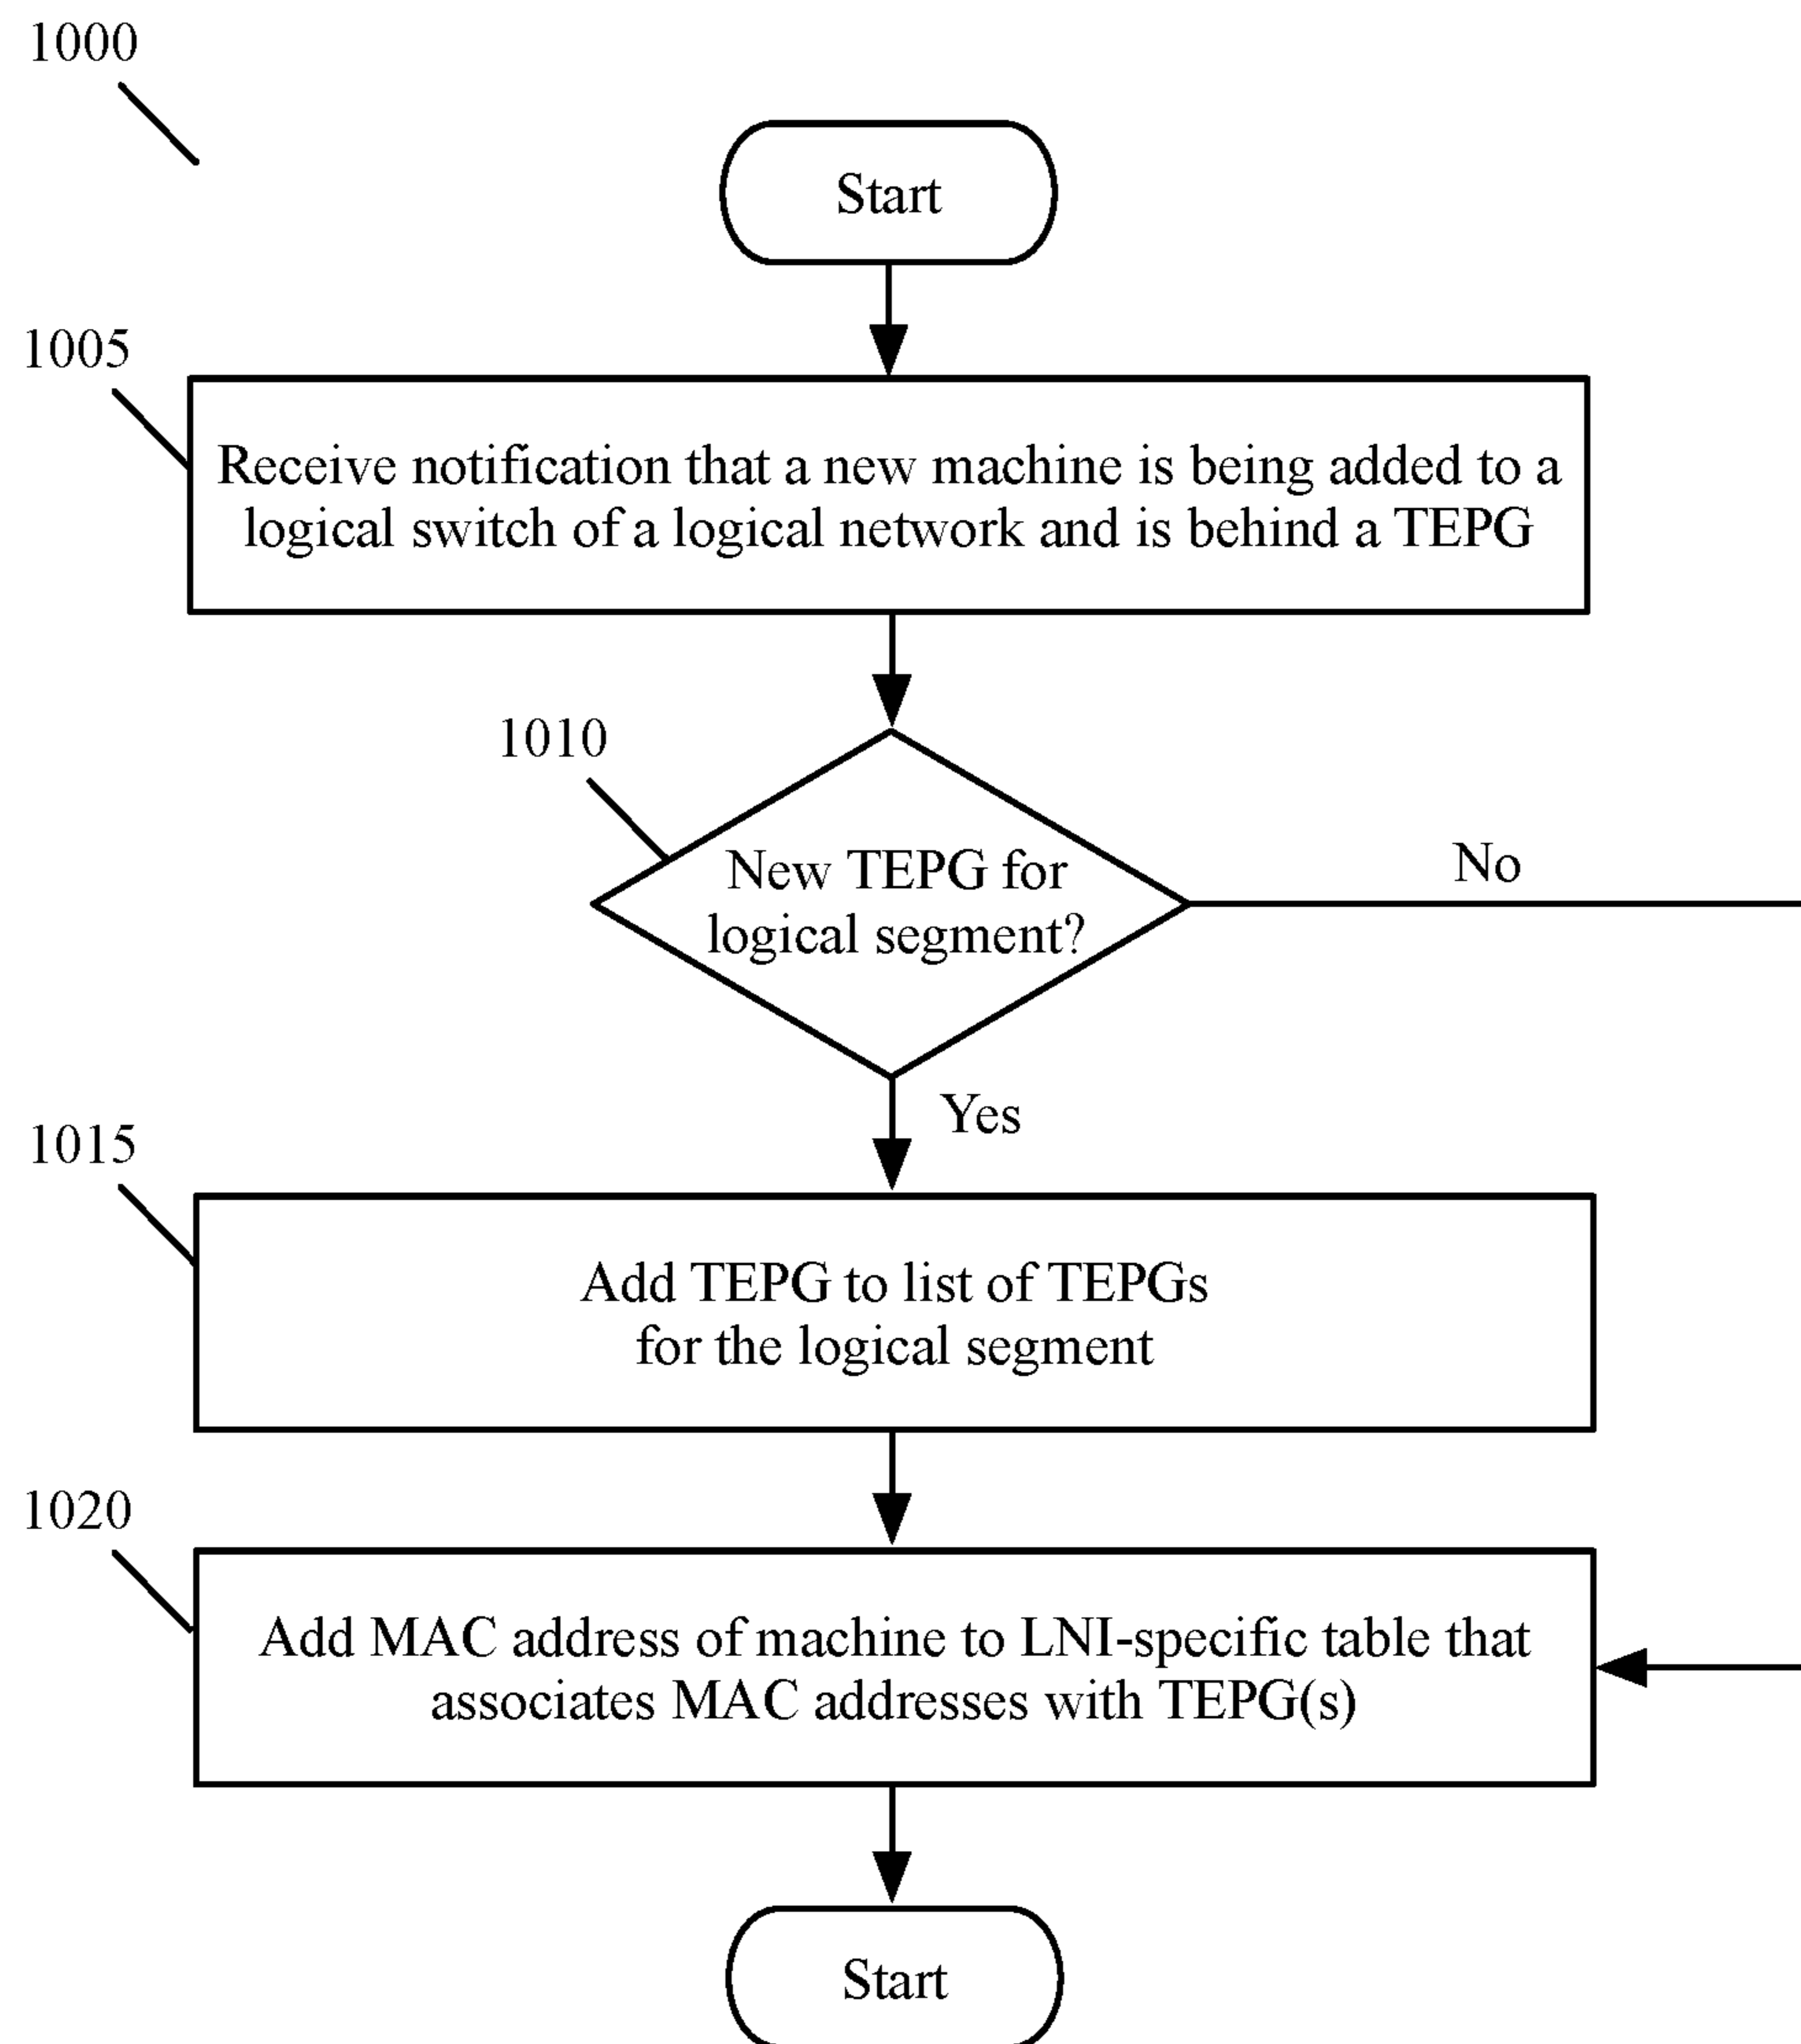 1000
Start
1005
Receive notification that a new machine is being added to a
logical switch of a logical network and is behind a TEPG
1010
New TEPG for
logical segment?
No
Yes
1015
Add TEPG to list of TEPGs
for the logical segment
1020
Add MAC address of machine to LNI-specific table that
associates MAC addresses with TEPG(s)
Start